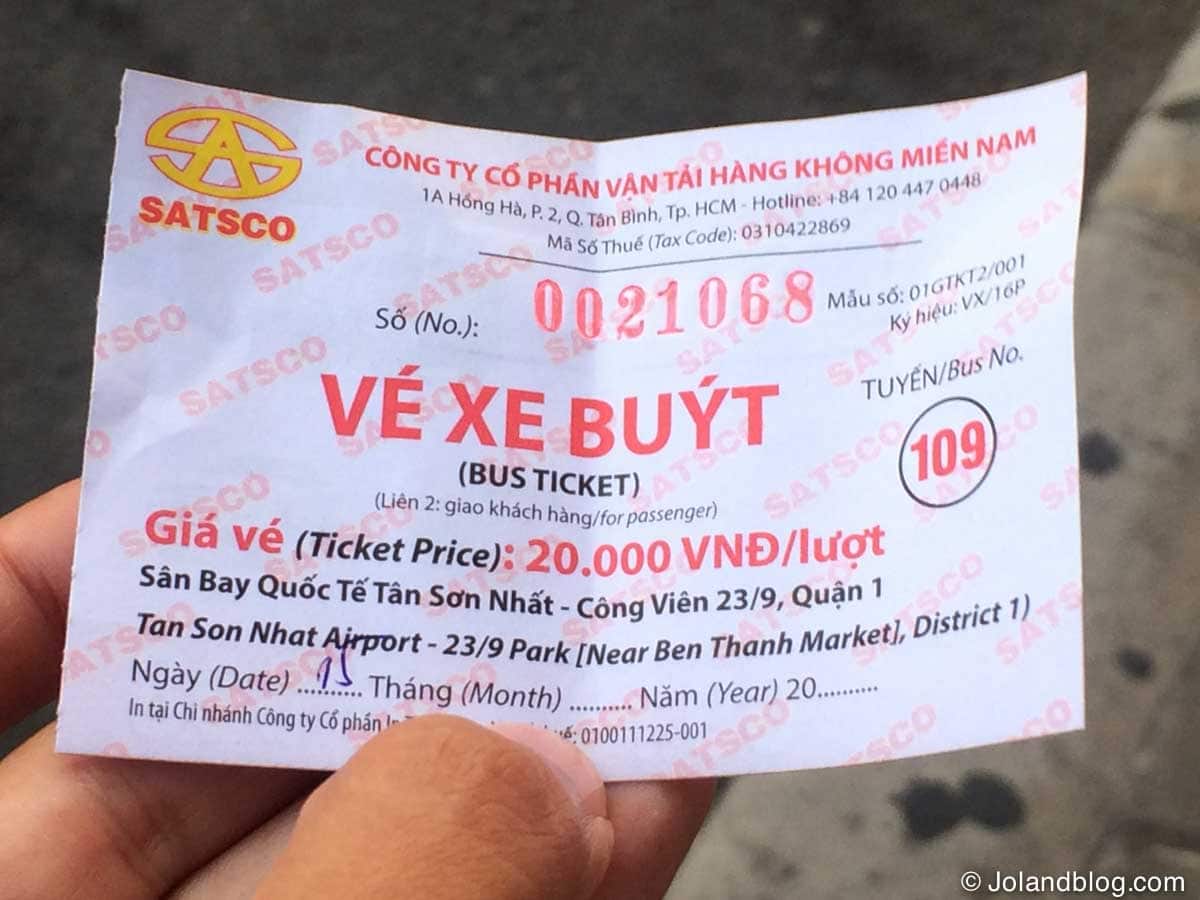 SATSCO
CÔNG TY CỔ PHẦN VẬN TẢI HÀNG KHÔNG MIỀN NAM
1A Hồng Hà, P. 2, Q. Tân Bình, Tp. HCM - Hotline: +84 120 447 0448
Mã Số Thuế (Tax Code): 0310422869
Số (No.): 0021068
Mẫu số: 01GTKT2/001
Ký hiệu: VX/16P
TUYẾN/Bus No.
109
VÉ XE BUÝT
(BUS TICKET)
(Liên 2: giao khách hàng/for passenger)
Giá vé (Ticket Price): 20.000 VNĐ/lượt
Sân Bay Quốc Tế Tân Sơn Nhất - Công Viên 23/9, Quận 1
Tan Son Nhat Airport - 23/9 Park [Near Ben Thanh Market], District 1)
Ngày (Date) ..15.. Tháng (Month) .......... Năm (Year) 20..........
In tại Chi nhánh Công ty Cổ phần : 0100111225-001
© Jolandblog.com